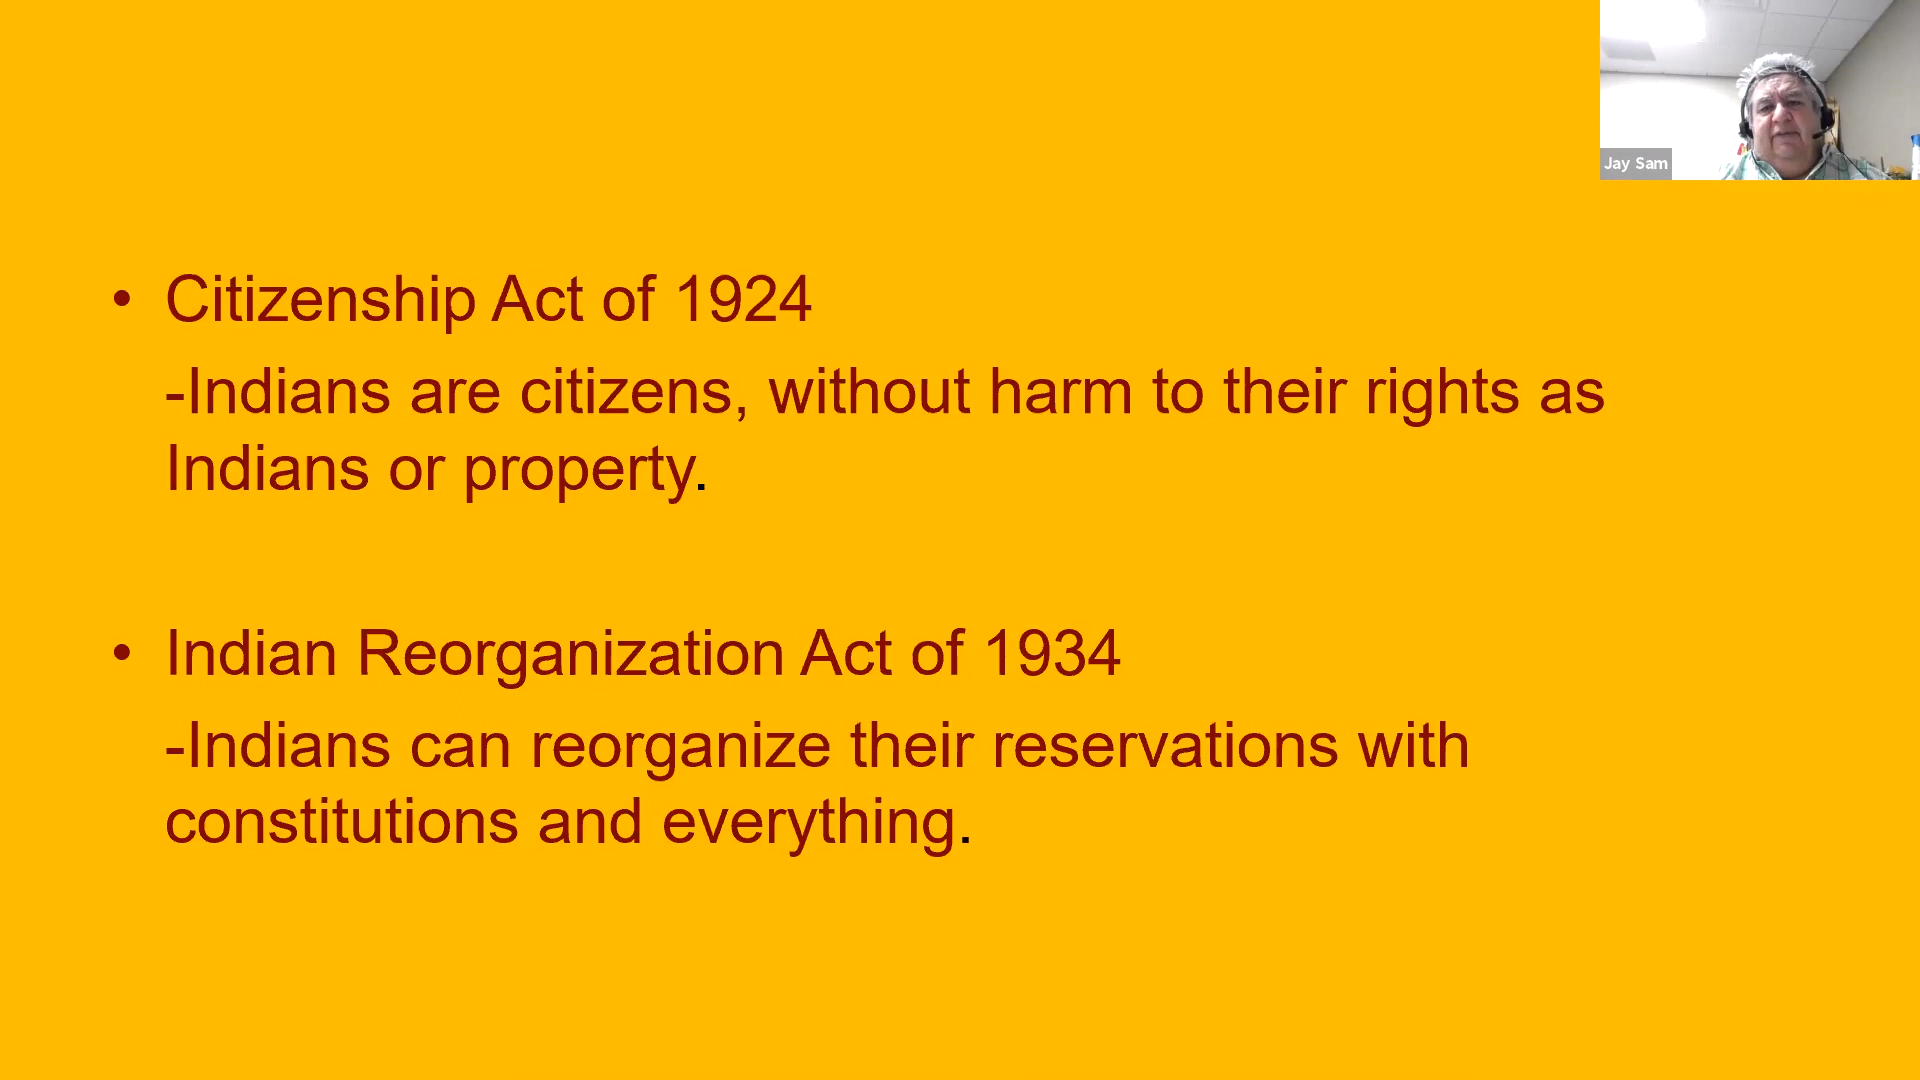 Jay Sam
• Citizenship Act of 1924
-Indians are citizens, without harm to their rights as
Indians or property.
• Indian Reorganization Act of 1934
-Indians can reorganize their reservations with
constitutions and everything.